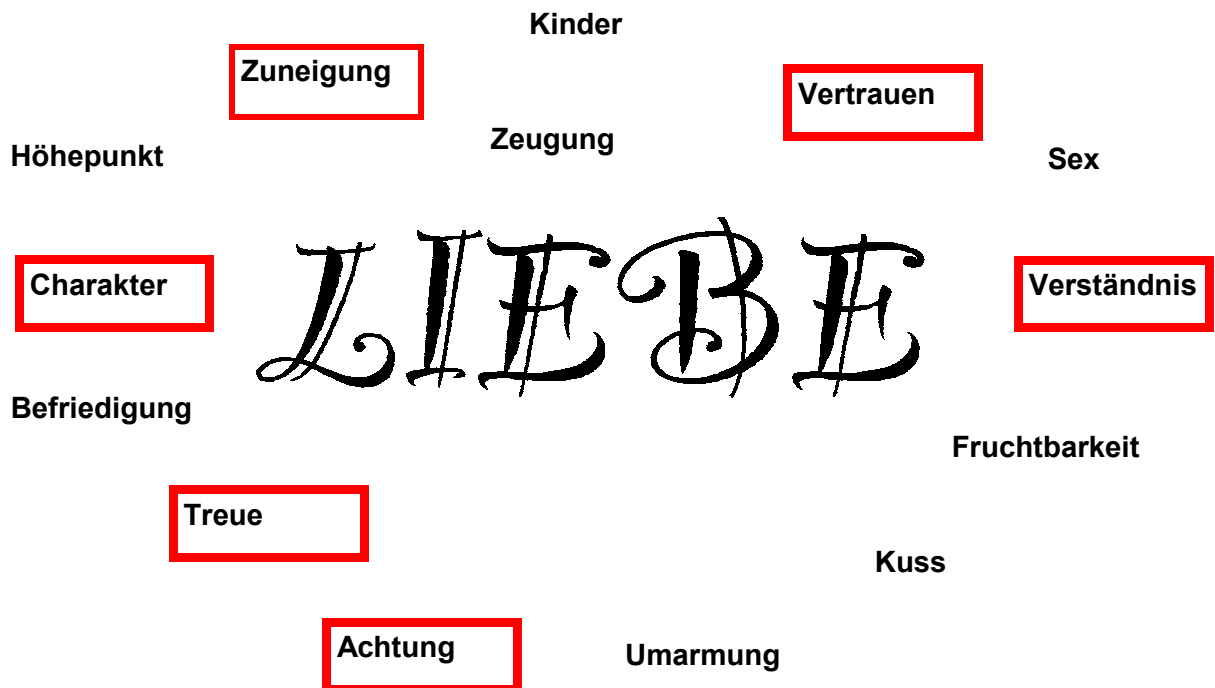 Kinder
Zuneigung
Vertrauen
Zeugung
Höhepunkt
Sex
LIEBE
Charakter
Verständnis
Befriedigung
Fruchtbarkeit
Treue
Kuss
Achtung
Umarmung